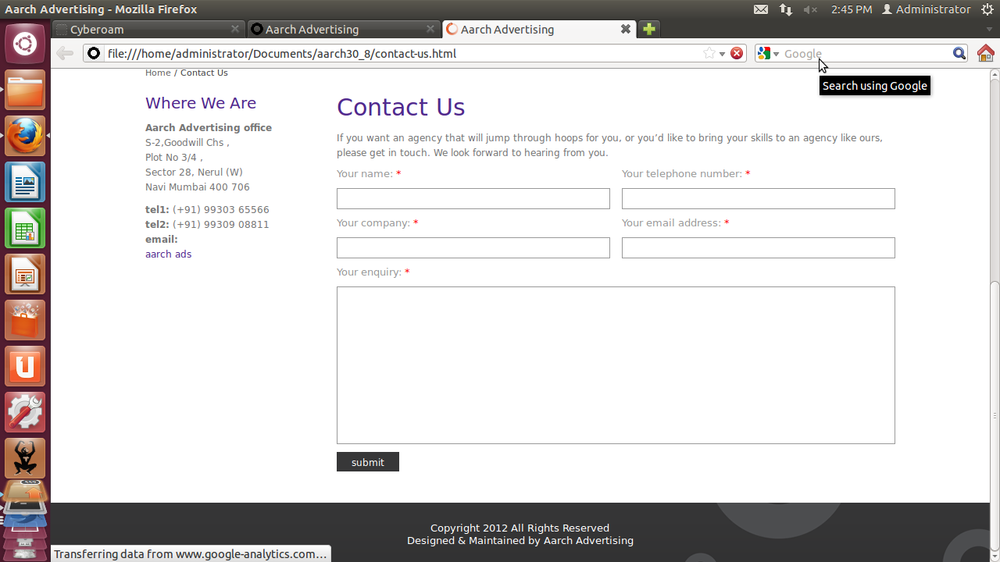 Aarch Advertising - Mozilla Firefox
2:45 PM
Administrator
Cyberoam
Aarch Advertising
Aarch Advertising
file:///home/administrator/Documents/aarch30_8/contact-us.html
Google
Search using Google
Home / Contact Us
Where We Are
Aarch Advertising office
S-2,Goodwill Chs ,
Plot No 3/4 ,
Sector 28, Nerul (W)
Navi Mumbai 400 706
tel1: (+91) 99303 65566
tel2: (+91) 99309 08811
email:
aarch ads
Contact Us
If you want an agency that will jump through hoops for you, or you’d like to bring your skills to an agency like ours,
please get in touch. We look forward to hearing from you.
Your name: *
Your telephone number: *
Your company: *
Your email address: *
Your enquiry: *
submit
Copyright 2012 All Rights Reserved
Designed & Maintained by Aarch Advertising
Transferring data from www.google-analytics.com…